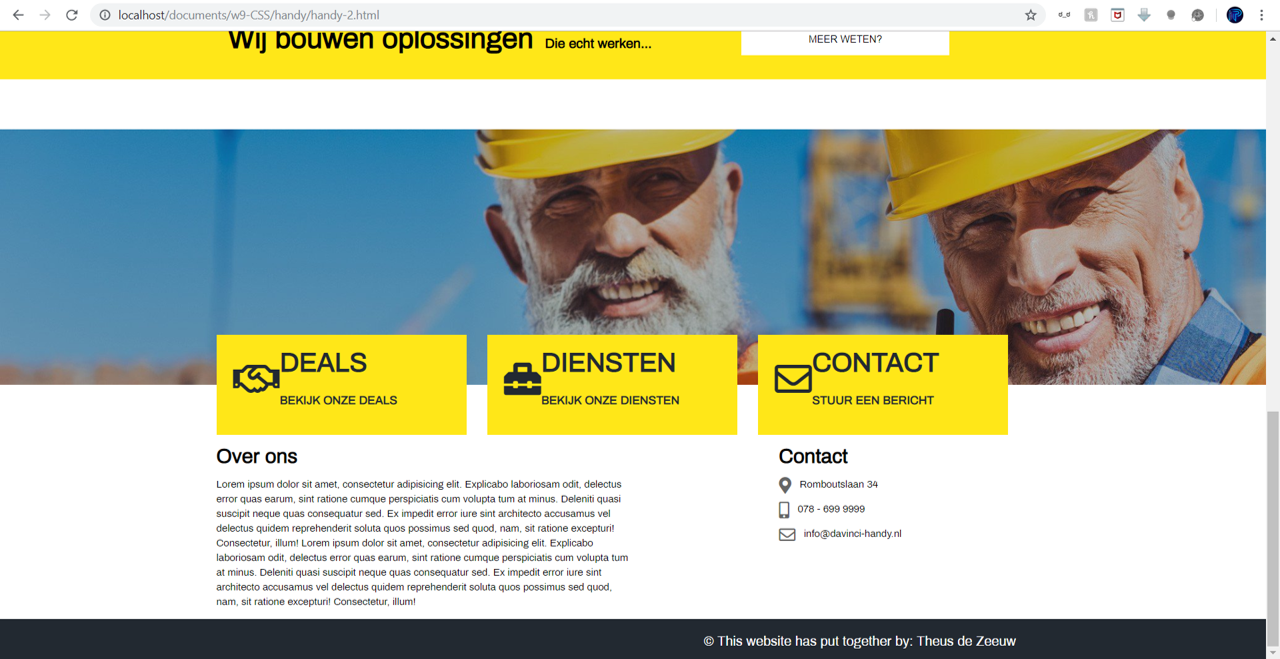 localhost/documents/w9-CSS/handy/handy-2.html
Wij bouwen oplossingen Die echt werken...
MEER WETEN?
DEALS
BEKIJK ONZE DEALS
DIENSTEN
BEKIJK ONZE DIENSTEN
CONTACT
STUUR EEN BERICHT
Over ons
Lorem ipsum dolor sit amet, consectetur adipisicing elit. Explicabo laboriosam odit, delectus
error quas earum, sint ratione cumque perspiciatis cum volupta tum at minus. Deleniti quasi
suscipit neque quas consequatur sed. Ex impedit error iure sint architecto accusamus vel
delectus quidem reprehenderit soluta quos possimus sed quod, nam, sit ratione excepturi!
Consectetur, illum! Lorem ipsum dolor sit amet, consectetur adipisicing elit. Explicabo
laboriosam odit, delectus error quas earum, sint ratione cumque perspiciatis cum volupta tum
at minus. Deleniti quasi suscipit neque quas consequatur sed. Ex impedit error iure sint
architecto accusamus vel delectus quidem reprehenderit soluta quos possimus sed quod,
nam, sit ratione excepturi! Consectetur, illum!
Contact
Romboutslaan 34
078 - 699 9999
info@davinci-handy.nl
© This website has put together by: Theus de Zeeuw